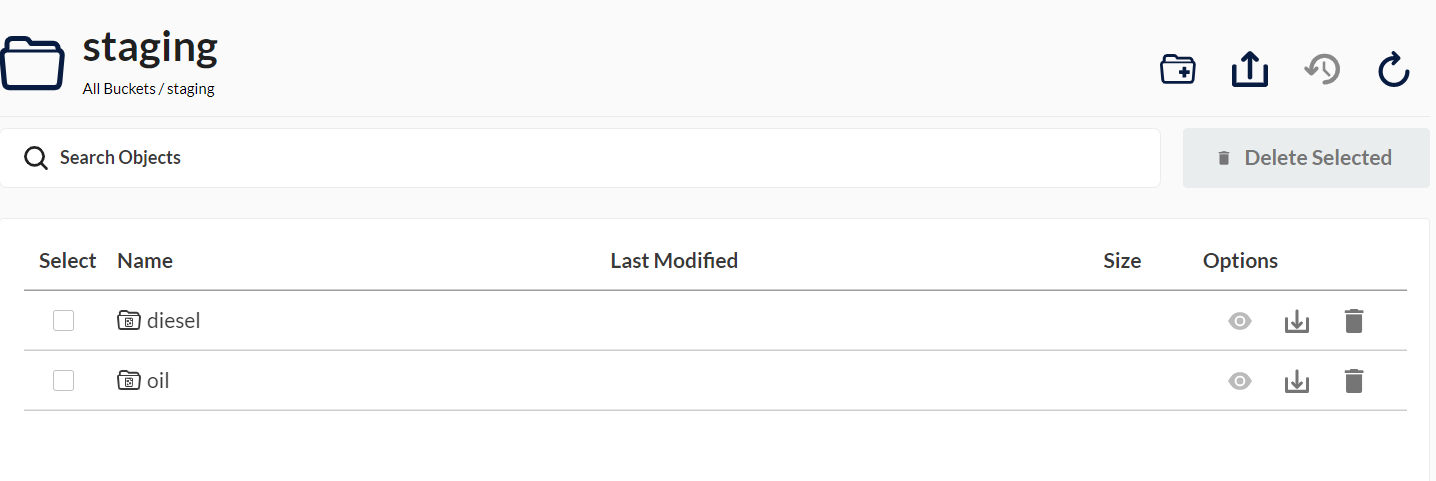 staging
All Buckets / staging
Search Objects
Delete Selected
Select Name Last Modified Size Options
diesel
oil